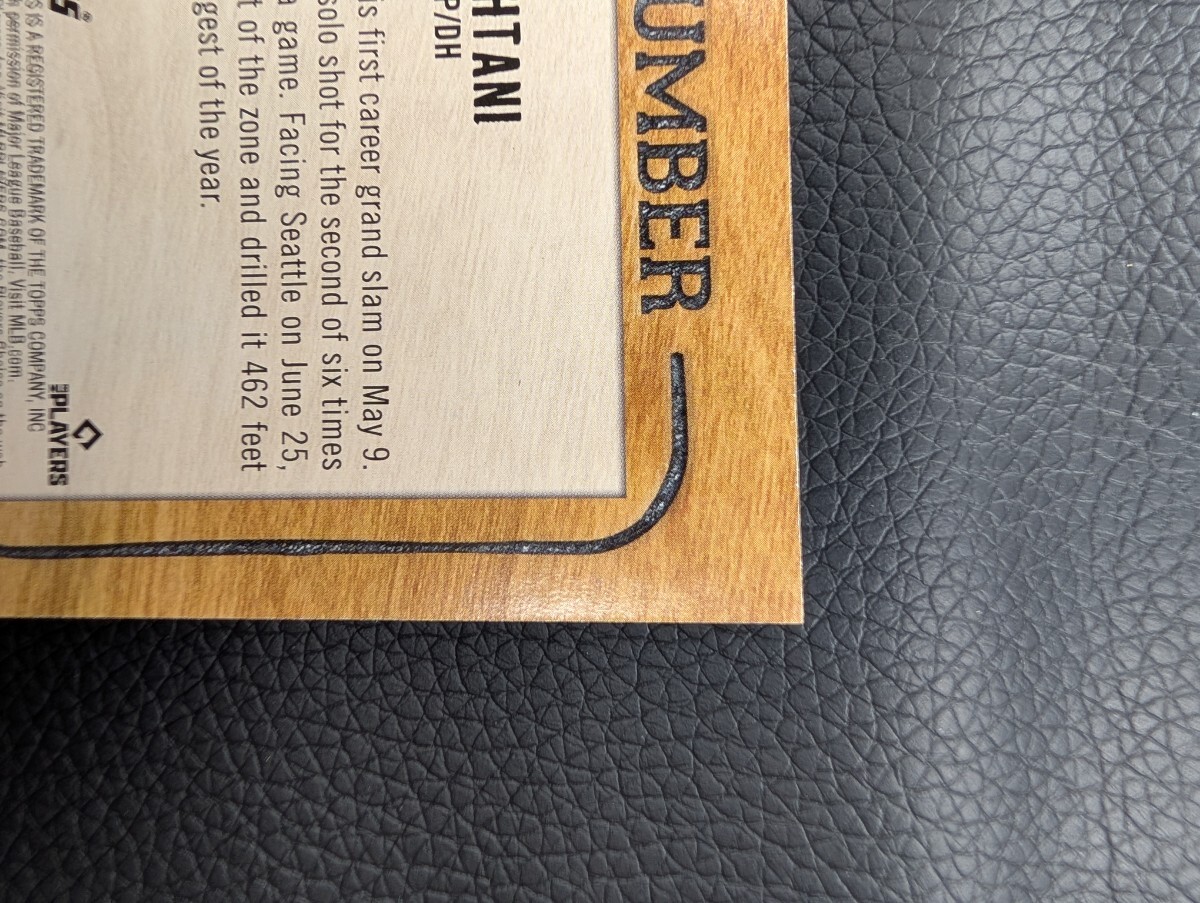 UMBER
HTANI
P/DH
is first career grand slam on May 9.
solo shot for the second of six times
a game. Facing Seattle on June 25,
t of the zone and drilled it 462 feet
gest of the year.
S®
PLAYERS
S IS A REGISTERED TRADEMARK OF THE TOPPS COMPANY, INC
permission of Major League Baseball. Visit MLB.com.